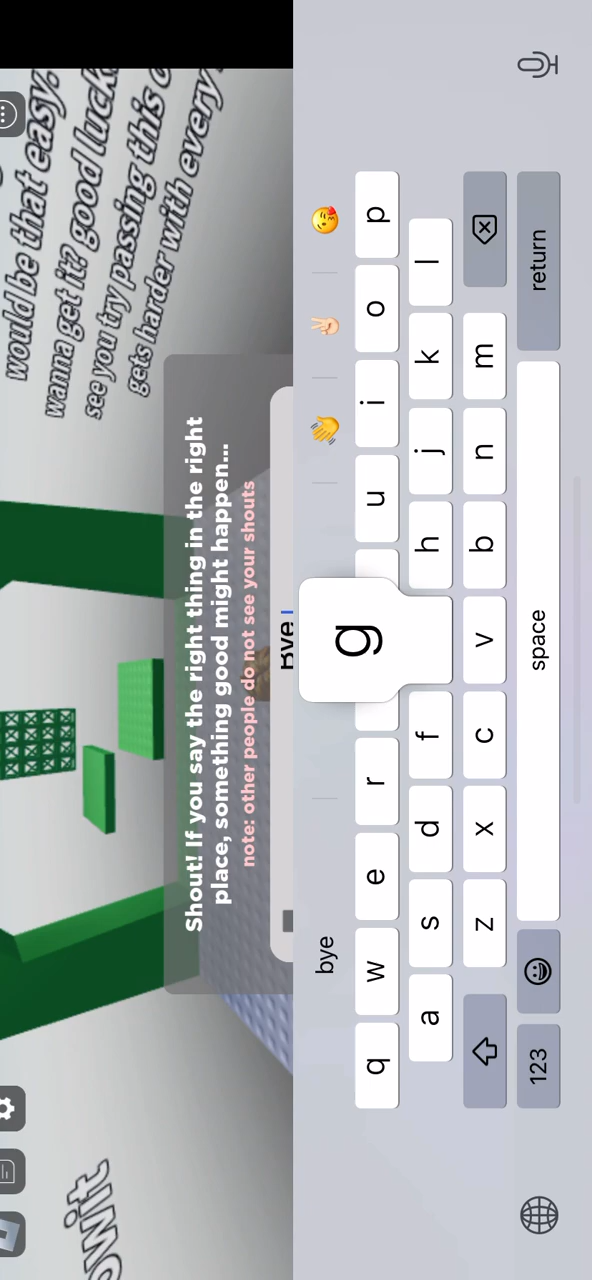 would be that easy.
wanna get it? good luck
see you try passing this
gets harder with every
Shout! If you say the right thing in the right
place, something good might happen...
note: other people do not see your shouts
Bye
bye 👋 ✌🏻 😘
q w e r u i o p
a s d f g h j k l
z x c v b n m
123 space return